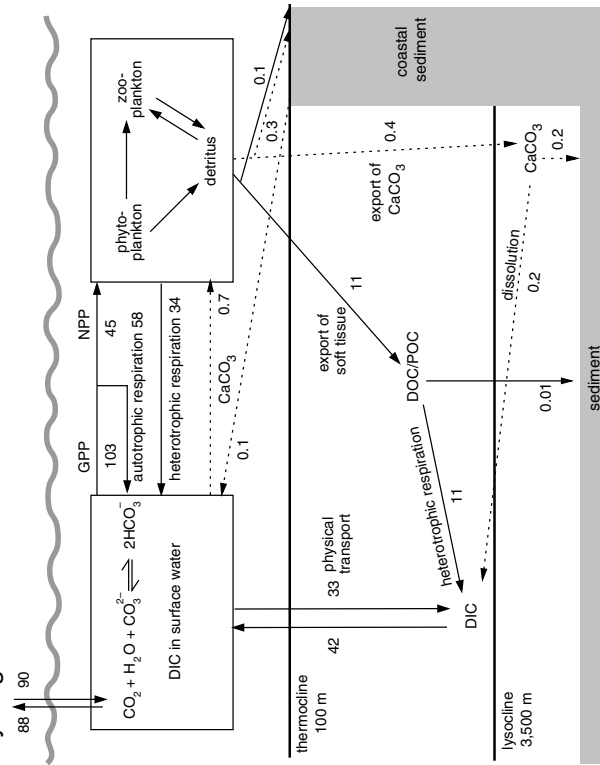 88
90
CO₂ + H₂O + CO₃²⁻ ⇌ 2HCO₃⁻
DIC in surface water
GPP
NPP
103
45
autotrophic respiration 58
heterotrophic respiration 34
CaCO₃
0.7
0.1
phyto-
plankton
zoo-
plankton
detritus
0.1
0.3
thermocline
100 m
42
33
physical
transport
export of
soft tissue
11
export of
CaCO₃
0.4
coastal
sediment
DIC
heterotrophic respiration
11
DOC/POC
0.01
lysocline
3,500 m
dissolution
0.2
CaCO₃
0.2
sediment